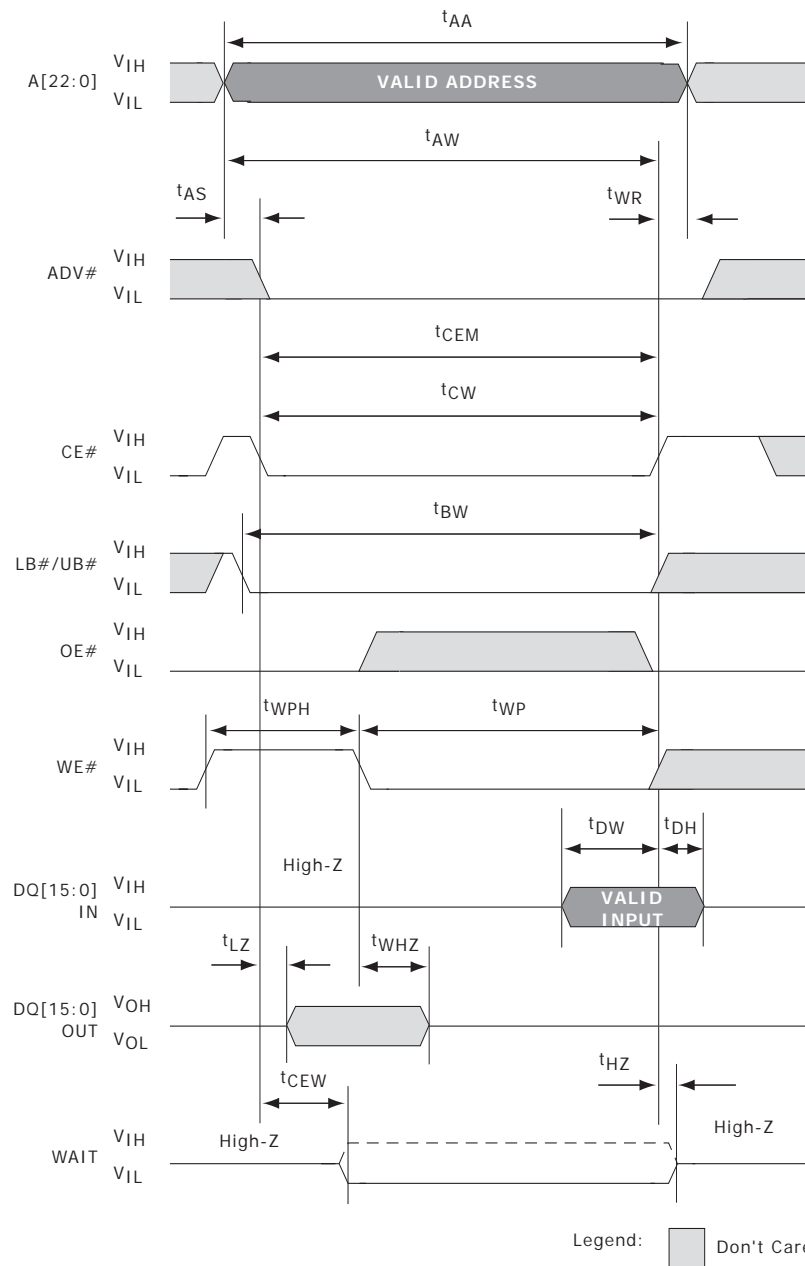 tAA
A[22:0]
VIH
VIL
VALID ADDRESS
tAW
tAS
tWR
ADV#
VIH
VIL
tCEM
tCW
CE#
VIH
VIL
tBW
LB#/UB#
VIH
VIL
OE#
VIH
VIL
tWPH
tWP
WE#
VIH
VIL
tDW
tDH
High-Z
DQ[15:0]
IN
VIH
VIL
VALID
INPUT
tLZ
tWHZ
DQ[15:0]
OUT
VOH
VOL
tHZ
tCEW
WAIT
VIH
VIL
High-Z
High-Z
Legend:
Don't Care